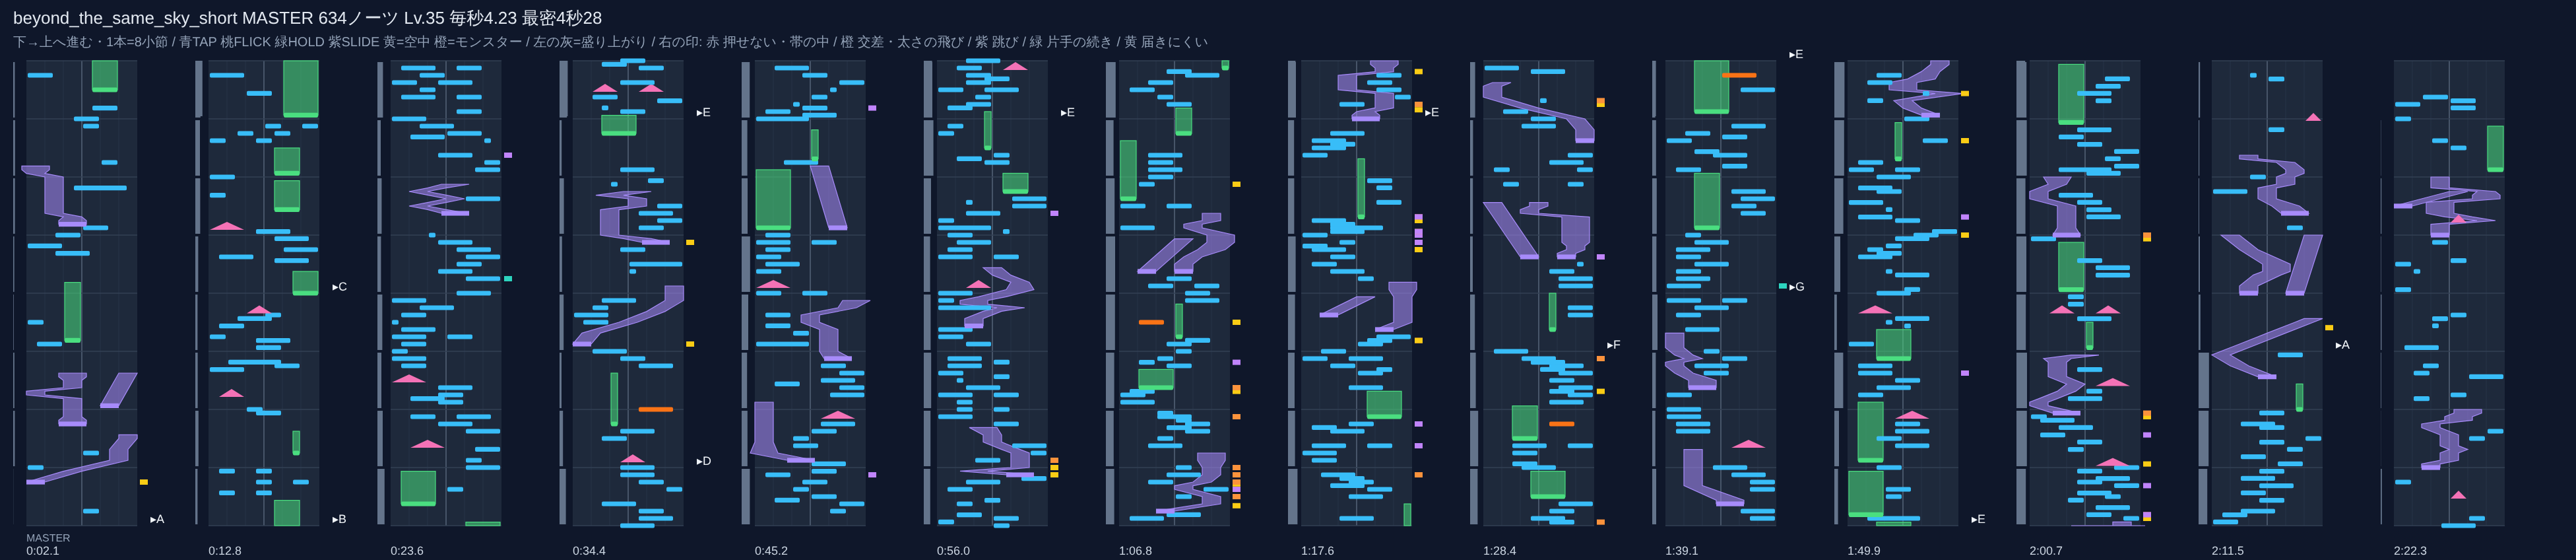 beyond_the_same_sky_short MASTER 634ノーツ Lv.35 毎秒4.23 最密4秒28
下→上へ進む・1本=8小節 / 青TAP 桃FLICK 緑HOLD 紫SLIDE 黄=空中 橙=モンスター / 左の灰=盛り上がり / 右の印: 赤 押せない・帯の中 / 橙 交差・太さの飛び / 紫 跳び / 緑 片手の続き / 黄 届きにくい
▸E
▸E
▸E
▸E
▸C
▸G
▸F
▸A
▸D
▸A
▸B
▸E
MASTER
0:02.1
0:12.8
0:23.6
0:34.4
0:45.2
0:56.0
1:06.8
1:17.6
1:28.4
1:39.1
1:49.9
2:00.7
2:11.5
2:22.3